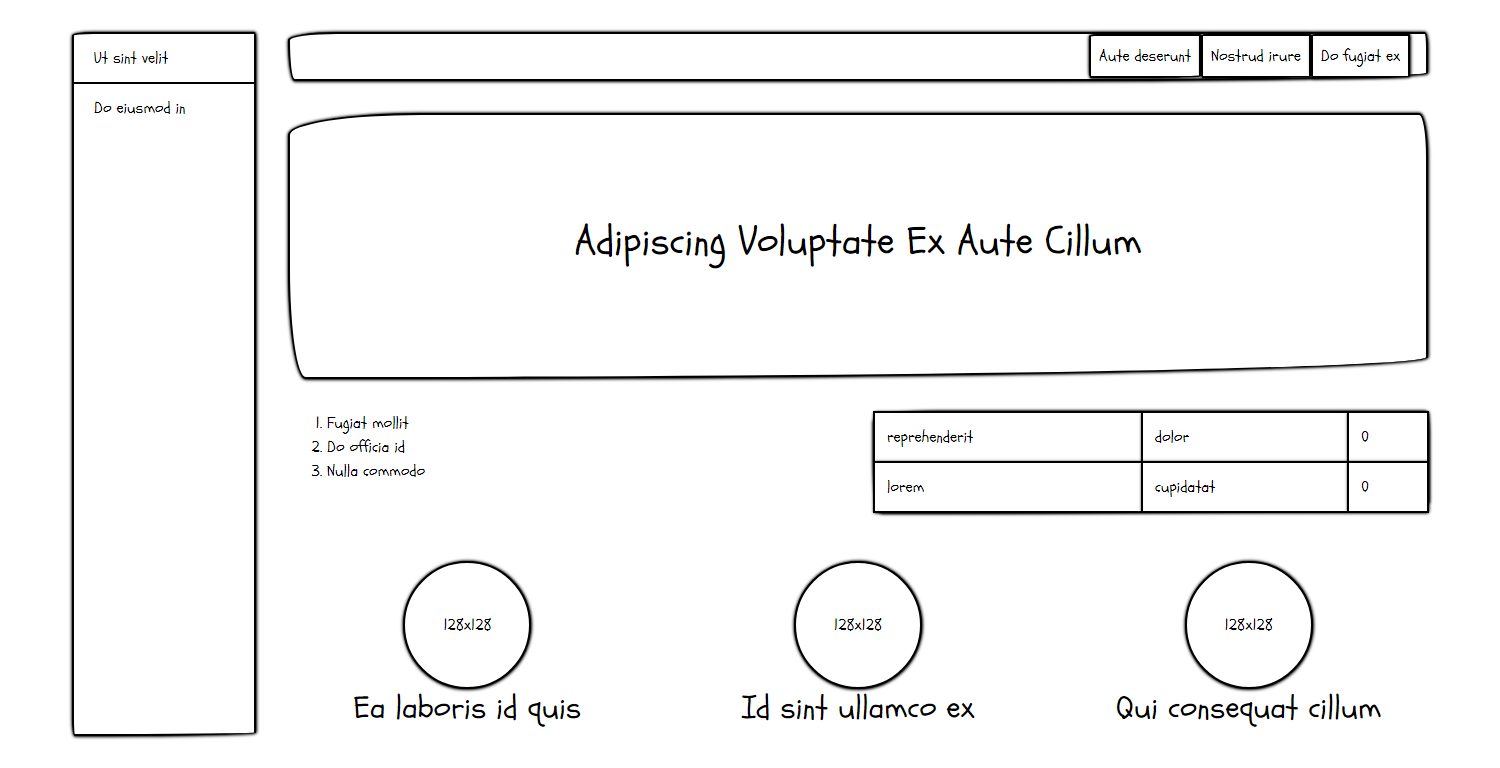 Ut sint velit
Do eiusmod in
Aute deserunt Nostrud irure Do fugiat ex
Adipiscing Voluptate Ex Aute Cillum
1. Fugiat mollit
2. Do officia id
3. Nulla commodo
reprehenderit dolor 0
lorem cupidatat 0
128x128 128x128 128x128
Ea laboris id quis Id sint ullamco ex Qui consequat cillum